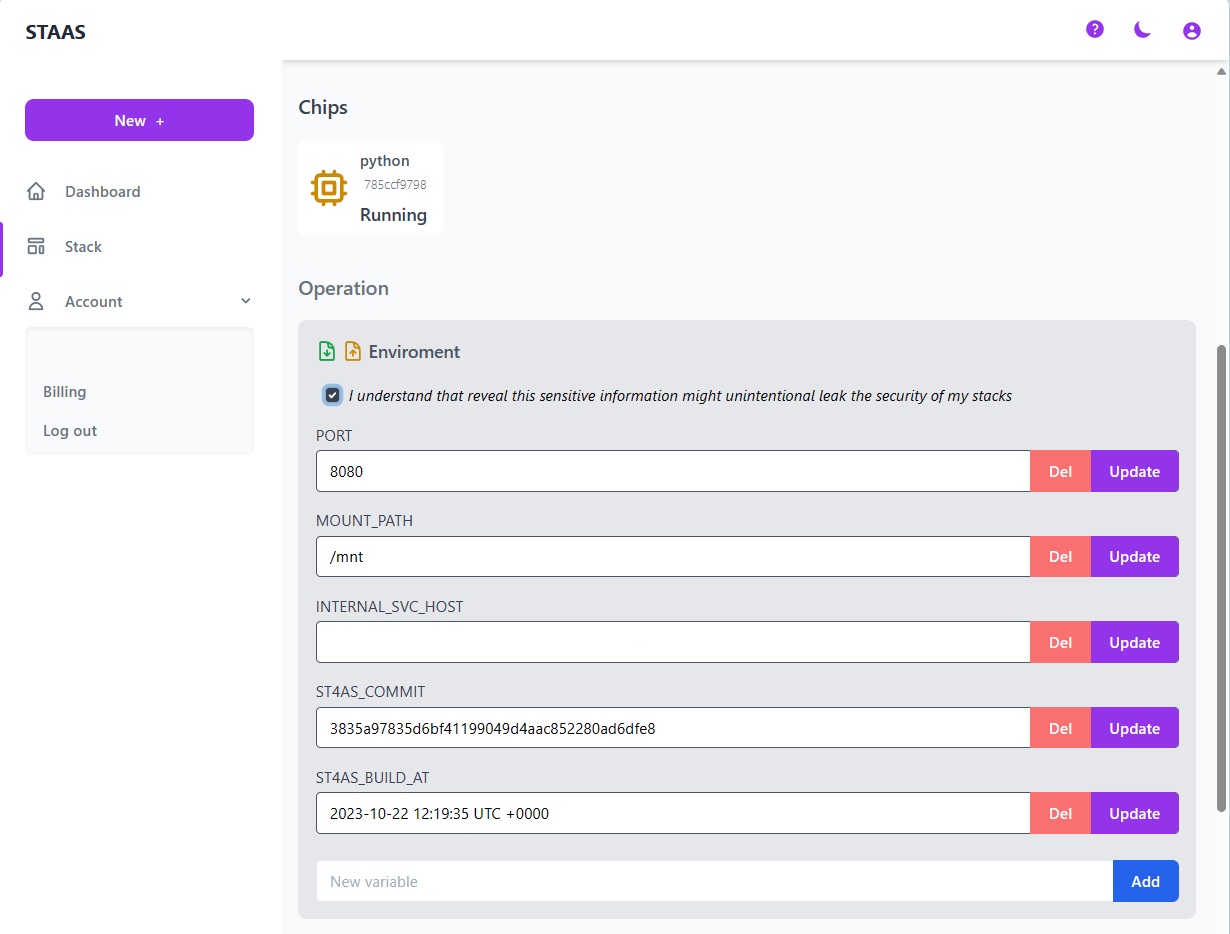 STAAS
?
New +
Dashboard
Stack
Account
Billing
Log out
Chips
python
785ccf9798
Running
Operation
Enviroment
I understand that reveal this sensitive information might unintentional leak the security of my stacks
PORT
8080 Del Update
MOUNT_PATH
/mnt Del Update
INTERNAL_SVC_HOST
Del Update
ST4AS_COMMIT
3835a97835d6bf41199049d4aac852280ad6dfe8 Del Update
ST4AS_BUILD_AT
2023-10-22 12:19:35 UTC +0000 Del Update
New variable Add